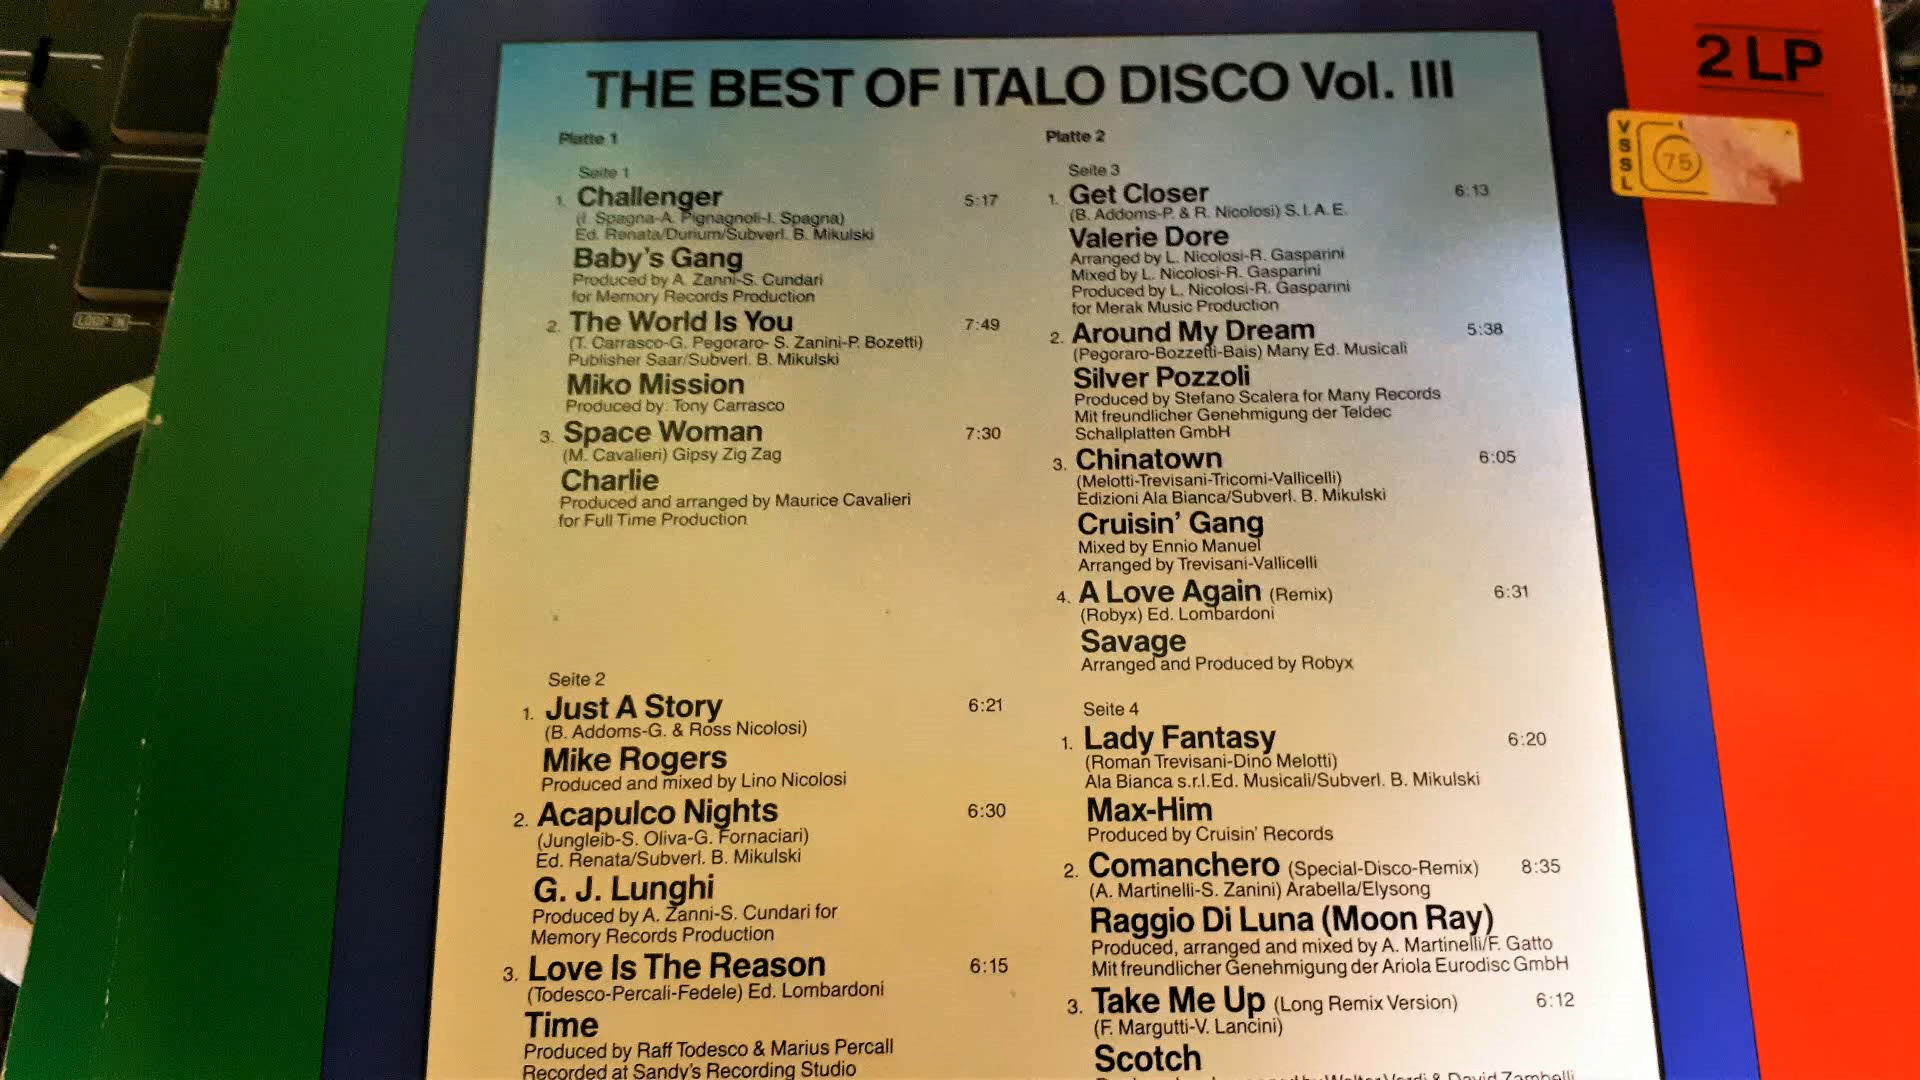 THE BEST OF ITALO DISCO Vol. III
2 LP
VSSL
75
Platte 1
Seite 1
1. Challenger 5:17
(I. Spagna-A. Pignagnoli-I. Spagna)
Ed. Renata/Durium/Subverl. B. Mikulski
Baby's Gang
Produced by A. Zanni-S. Cundari
for Memory Records Production
2. The World Is You 7:49
(T. Carrasco-G. Pegoraro- S. Zanini-P. Bozetti)
Publisher Saar/Subverl. B. Mikulski
Miko Mission
Produced by: Tony Carrasco
3. Space Woman 7:30
(M. Cavalieri) Gipsy Zig Zag
Charlie
Produced and arranged by Maurice Cavalieri
for Full Time Production
Seite 2
1. Just A Story 6:21
(B. Addoms-G. & Ross Nicolosi)
Mike Rogers
Produced and mixed by Lino Nicolosi
2. Acapulco Nights 6:30
(Jungleib-S. Oliva-G. Fornaciari)
Ed. Renata/Subverl. B. Mikulski
G. J. Lunghi
Produced by A. Zanni-S. Cundari for
Memory Records Production
3. Love Is The Reason 6:15
(Todesco-Percali-Fedele) Ed. Lombardoni
Time
Produced by Raff Todesco & Marius Percall
Recorded at Sandy's Recording Studio
Platte 2
Seite 3
1. Get Closer 6:13
(B. Addoms-P. & R. Nicolosi) S.I.A.E.
Valerie Dore
Arranged by L. Nicolosi-R. Gasparini
Mixed by L. Nicolosi-R. Gasparini
Produced by L. Nicolosi-R. Gasparini
for Merak Music Production
2. Around My Dream 5:38
(Pegoraro-Bozzetti-Bais) Many Ed. Musicali
Silver Pozzoli
Produced by Stefano Scalera for Many Records
Mit freundlicher Genehmigung der Teldec
Schallplatten GmbH
3. Chinatown 6:05
(Melotti-Trevisani-Tricomi-Vallicelli)
Edizioni Ala Bianca/Subverl. B. Mikulski
Cruisin' Gang
Mixed by Ennio Manuel
Arranged by Trevisani-Vallicelli
4. A Love Again (Remix) 6:31
(Robyx) Ed. Lombardoni
Savage
Arranged and Produced by Robyx
Seite 4
1. Lady Fantasy 6:20
(Roman Trevisani-Dino Melotti)
Ala Bianca s.r.l.Ed. Musicali/Subverl. B. Mikulski
Max-Him
Produced by Cruisin' Records
2. Comanchero (Special-Disco-Remix) 8:35
(A. Martinelli-S. Zanini) Arabella/Elysong
Raggio Di Luna (Moon Ray)
Produced, arranged and mixed by A. Martinelli/F. Gatto
Mit freundlicher Genehmigung der Ariola Eurodisc GmbH
3. Take Me Up (Long Remix Version) 6:12
(F. Margutti-V. Lancini)
Scotch
by Walter Verdi & David Zambelli
LOOP IN